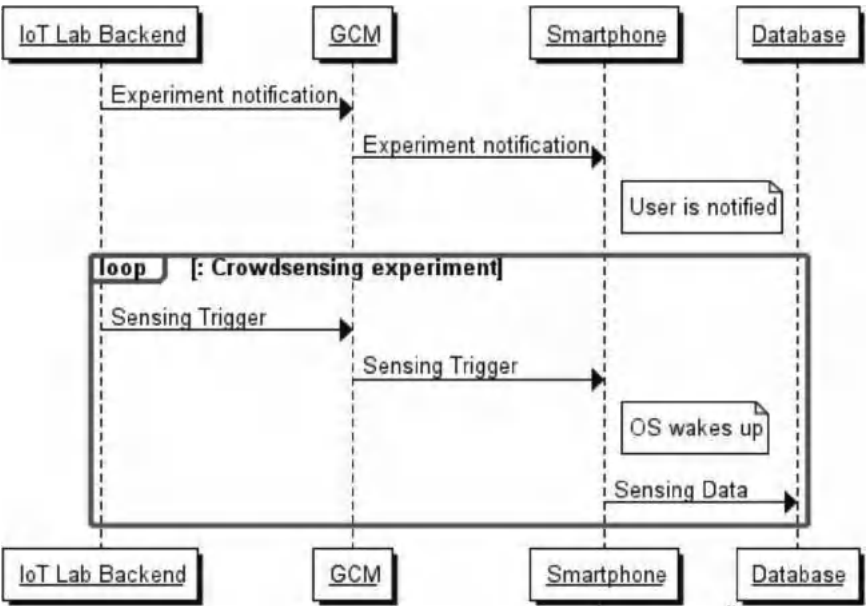 IoT Lab Backend
GCM
Smartphone
Database
Experiment notification
Experiment notification
User is notified
loop
[: Crowdsensing experiment]
Sensing Trigger
Sensing Trigger
OS wakes up
Sensing Data
IoT Lab Backend
GCM
Smartphone
Database